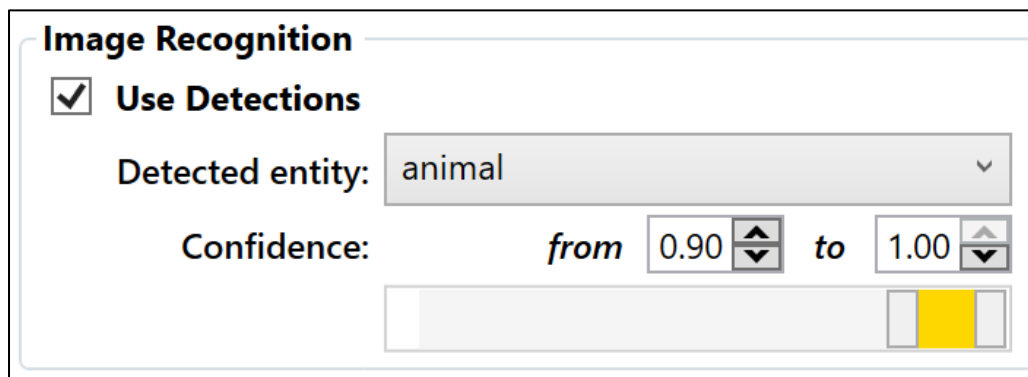 Image Recognition
Use Detections
Detected entity: animal
Confidence: from 0.90 to 1.00